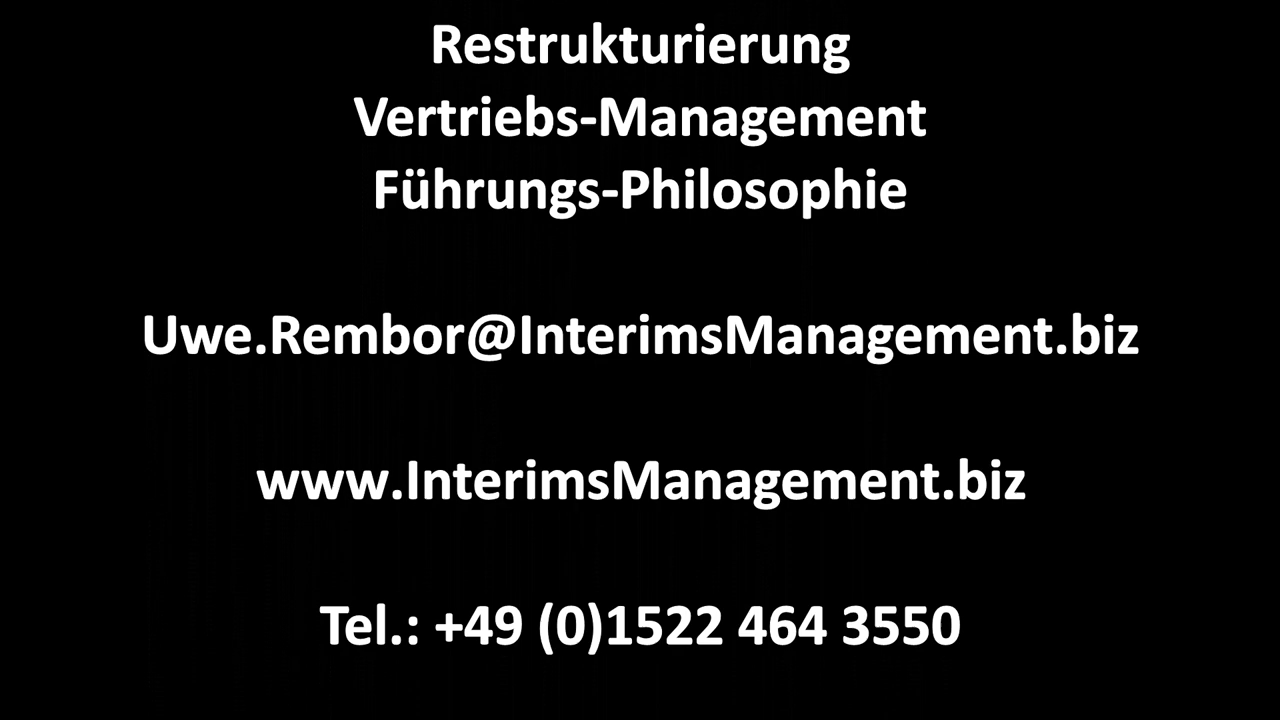 Restrukturierung
Vertriebs-Management
Führungs-Philosophie
Uwe.Rembor@InterimsManagement.biz
www.InterimsManagement.biz
Tel.: +49 (0)1522 464 3550